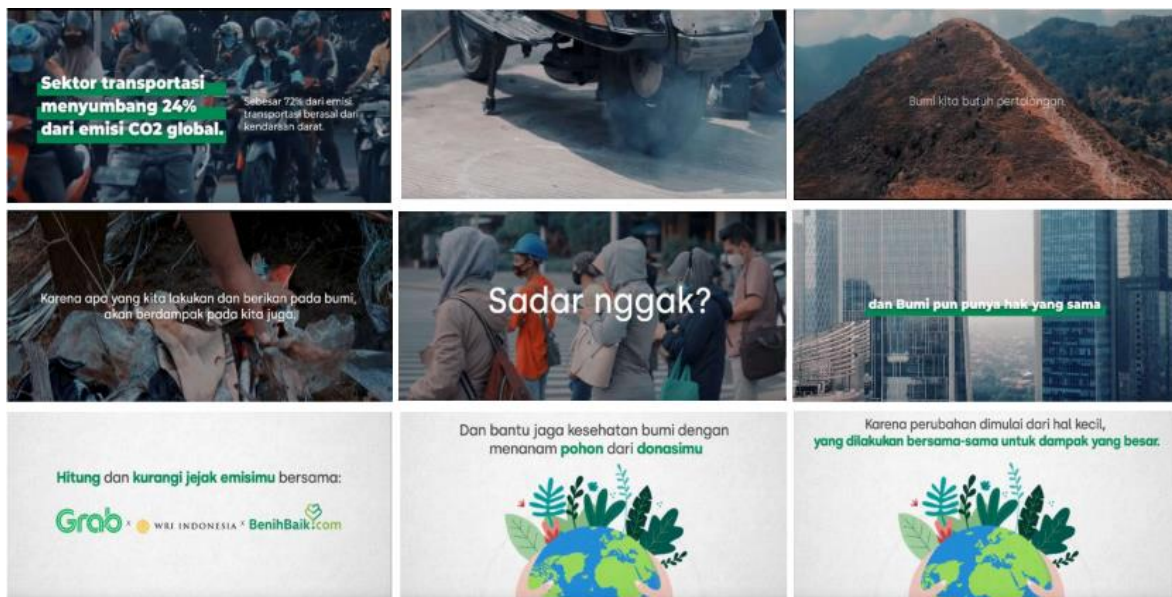 Sektor transportasi
menyumbang 24%
dari emisi CO2 global.
Sebesar 72% dari emisi
transportasi berasal dari
kendaraan darat.
Bumi kita butuh pertolongan.
Karena apa yang kita lakukan dan berikan pada bumi,
akan berdampak pada kita juga.
Sadar nggak?
dan Bumi pun punya hak yang sama
Hitung dan kurangi jejak emisimu bersama:
Grab x WRI INDONESIA x BenihBaik.com
Dan bantu jaga kesehatan bumi dengan
menanam pohon dari donasimu
Karena perubahan dimulai dari hal kecil,
yang dilakukan bersama-sama untuk dampak yang besar.